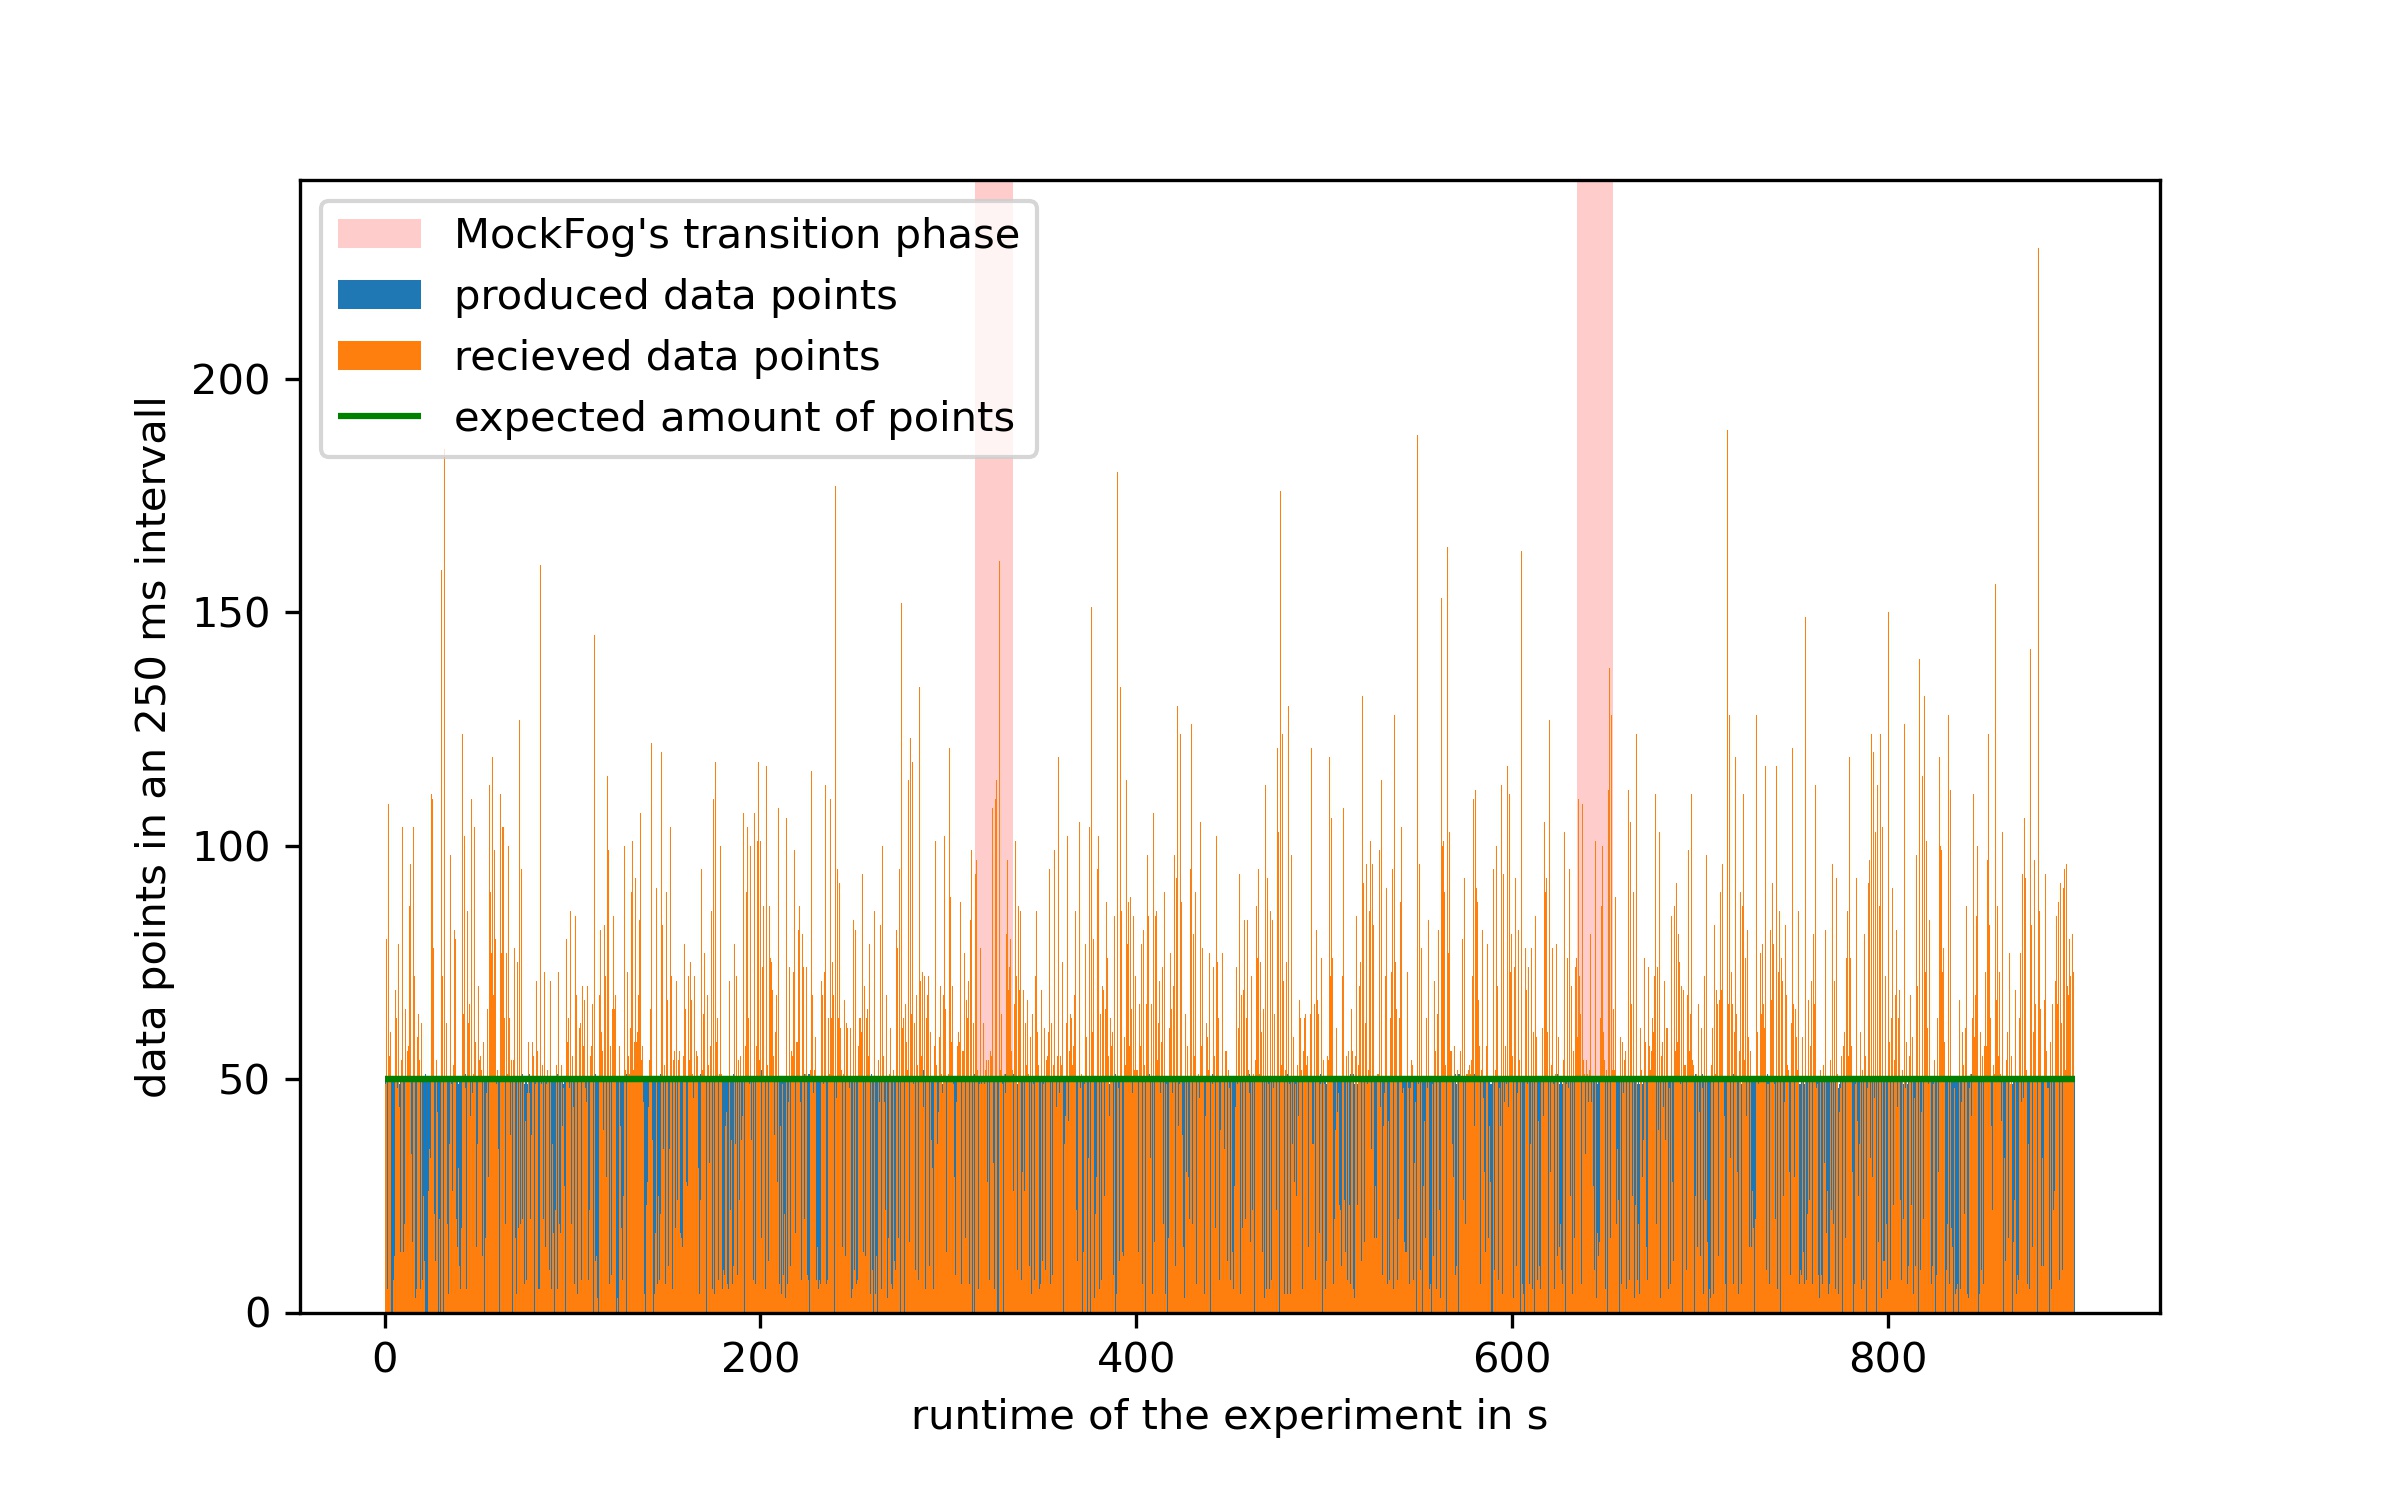 MockFog's transition phase
produced data points
recieved data points
expected amount of points
data points in an 250 ms intervall
200
150
100
50
0
0 200 400 600 800
runtime of the experiment in s